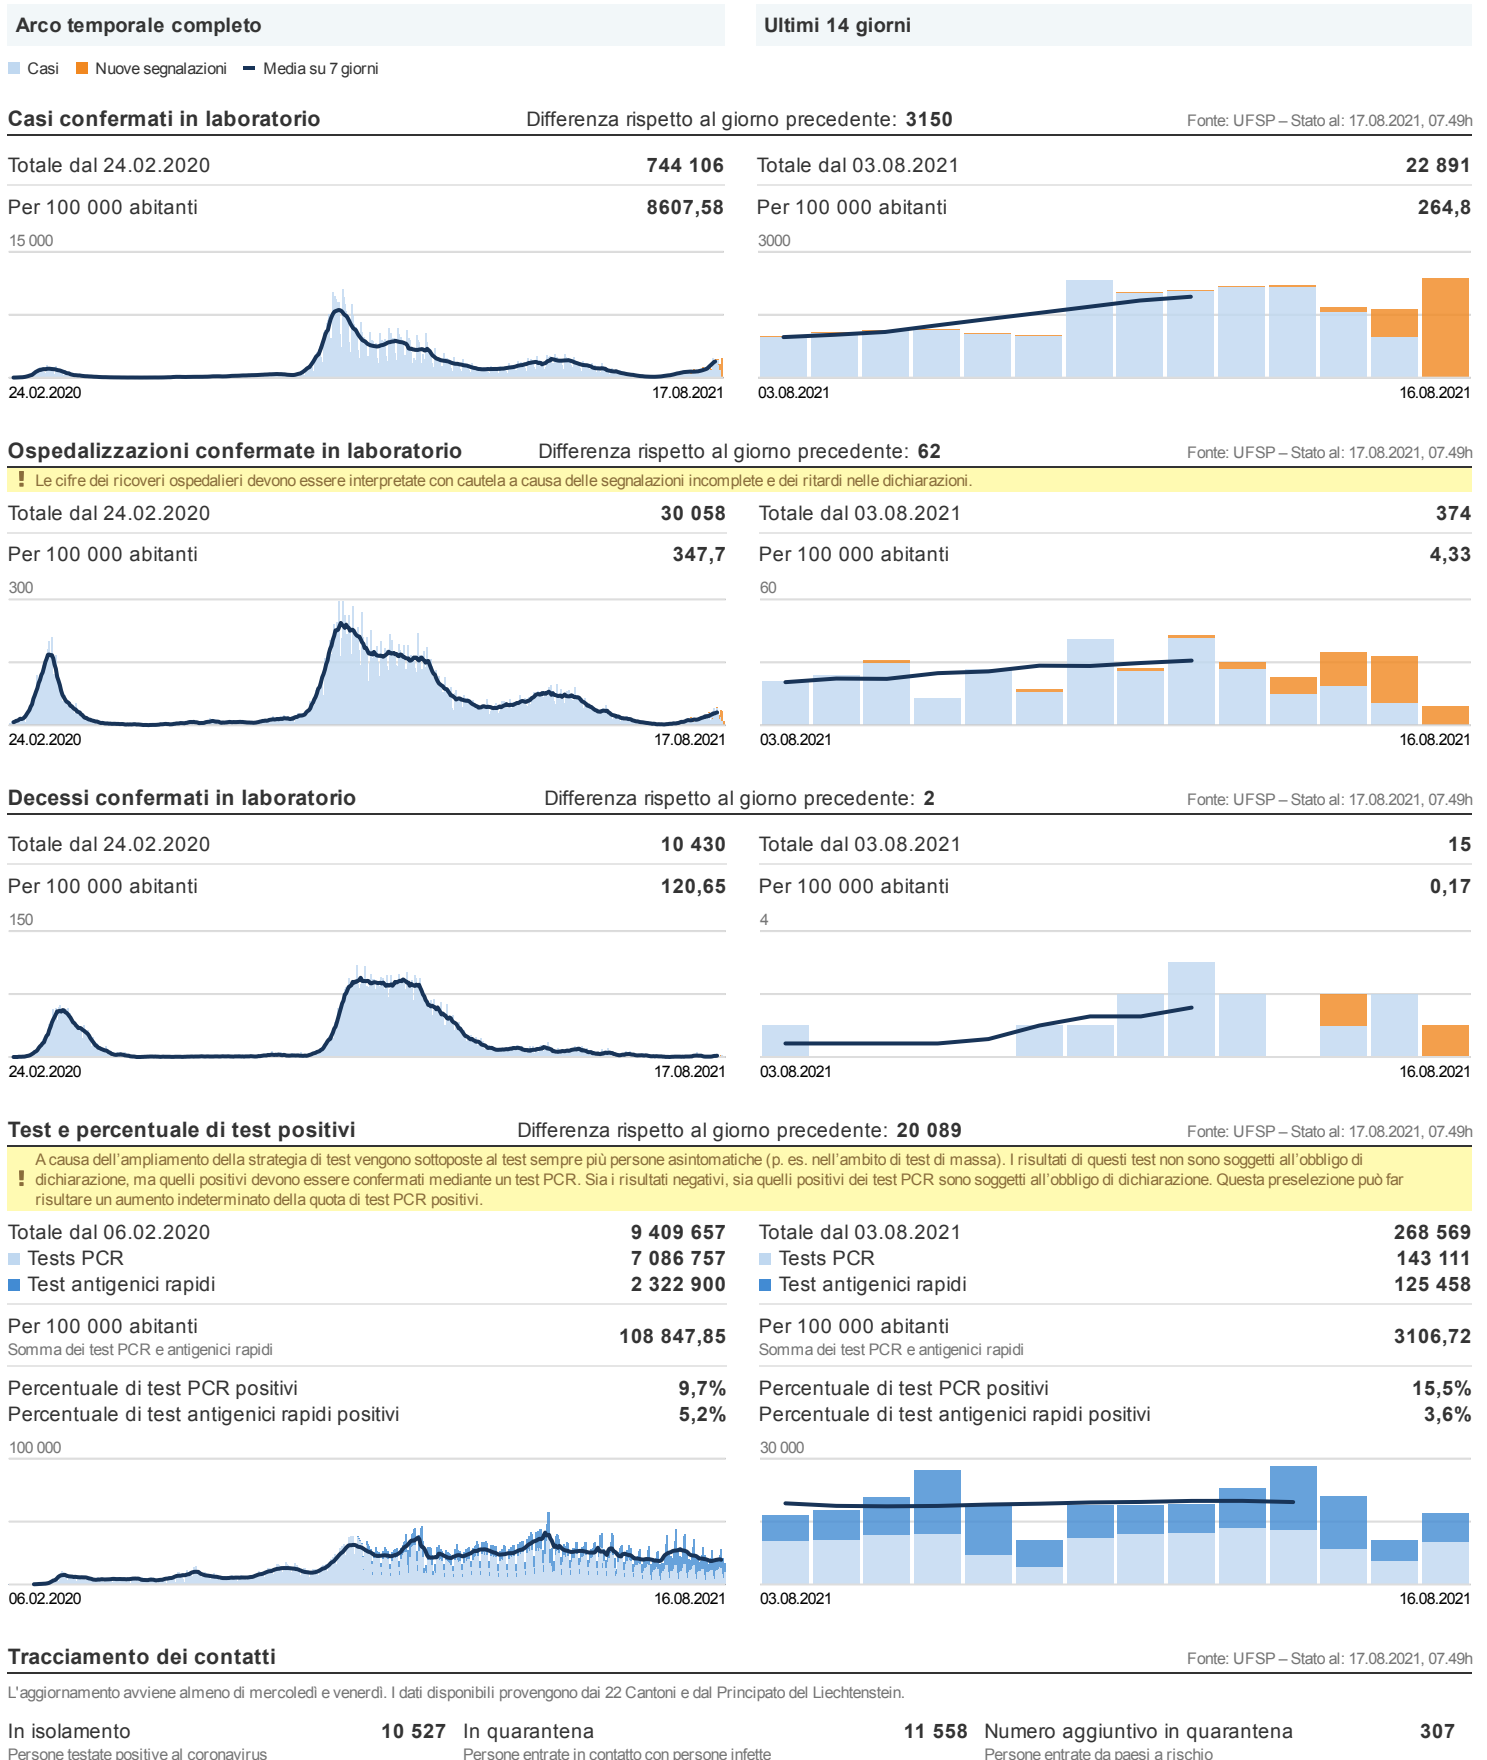 Arco temporale completo
Ultimi 14 giorni
Casi Nuove segnalazioni Media su 7 giorni
Casi confermati in laboratorio Differenza rispetto al giorno precedente: 3150 Fonte: UFSP – Stato al: 17.08.2021, 07.49h
Totale dal 24.02.2020 744 106
Per 100 000 abitanti 8607,58
15 000
24.02.2020 17.08.2021
Totale dal 03.08.2021 22 891
Per 100 000 abitanti 264,8
3000
03.08.2021 16.08.2021
Ospedalizzazioni confermate in laboratorio Differenza rispetto al giorno precedente: 62 Fonte: UFSP – Stato al: 17.08.2021, 07.49h
! Le cifre dei ricoveri ospedalieri devono essere interpretate con cautela a causa delle segnalazioni incomplete e dei ritardi nelle dichiarazioni.
Totale dal 24.02.2020 30 058
Per 100 000 abitanti 347,7
300
24.02.2020 17.08.2021
Totale dal 03.08.2021 374
Per 100 000 abitanti 4,33
60
03.08.2021 16.08.2021
Decessi confermati in laboratorio Differenza rispetto al giorno precedente: 2 Fonte: UFSP – Stato al: 17.08.2021, 07.49h
Totale dal 24.02.2020 10 430
Per 100 000 abitanti 120,65
150
24.02.2020 17.08.2021
Totale dal 03.08.2021 15
Per 100 000 abitanti 0,17
4
03.08.2021 16.08.2021
Test e percentuale di test positivi Differenza rispetto al giorno precedente: 20 089 Fonte: UFSP – Stato al: 17.08.2021, 07.49h
A causa dell'ampliamento della strategia di test vengono sottoposte al test sempre più persone asintomatiche (p. es. nell'ambito di test di massa). I risultati di questi test non sono soggetti all'obbligo di
! dichiarazione, ma quelli positivi devono essere confermati mediante un test PCR. Sia i risultati negativi, sia quelli positivi dei test PCR sono soggetti all'obbligo di dichiarazione. Questa preselezione può far
risultare un aumento indeterminato della quota di test PCR positivi.
Totale dal 06.02.2020 9 409 657
Tests PCR 7 086 757
Test antigenici rapidi 2 322 900
Per 100 000 abitanti 108 847,85
Somma dei test PCR e antigenici rapidi
Percentuale di test PCR positivi 9,7%
Percentuale di test antigenici rapidi positivi 5,2%
100 000
06.02.2020 16.08.2021
Totale dal 03.08.2021 268 569
Tests PCR 143 111
Test antigenici rapidi 125 458
Per 100 000 abitanti 3106,72
Somma dei test PCR e antigenici rapidi
Percentuale di test PCR positivi 15,5%
Percentuale di test antigenici rapidi positivi 3,6%
30 000
03.08.2021 16.08.2021
Tracciamento dei contatti Fonte: UFSP – Stato al: 17.08.2021, 07.49h
L'aggiornamento avviene almeno di mercoledì e venerdì. I dati disponibili provengono dai 22 Cantoni e dal Principato del Liechtenstein.
In isolamento 10 527
Persone testate positive al coronavirus
In quarantena 11 558
Persone entrate in contatto con persone infette
Numero aggiuntivo in quarantena 307
Persone entrate da paesi a rischio